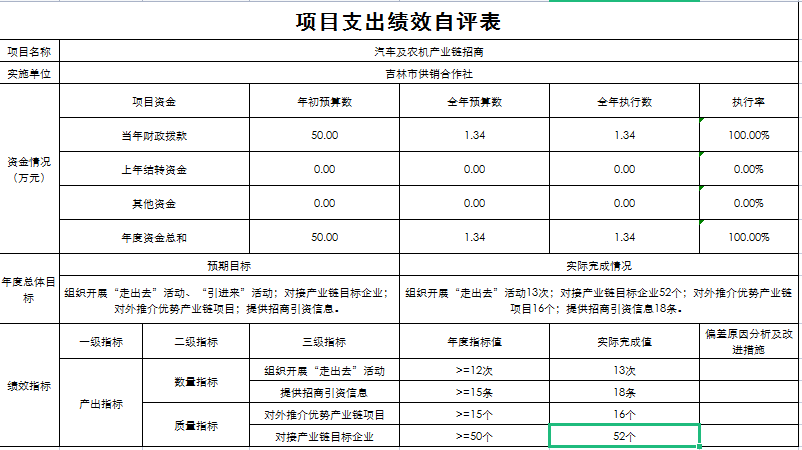 项目支出绩效自评表
项目名称 汽车及农机产业链招商
实施单位 吉林市供销合作社
资金情况（万元） 项目资金 年初预算数 全年预算数 全年执行数 执行率
当年财政拨款 50.00 1.34 1.34 100.00%
上年结转资金 0.00 0.00 0.00 0.00%
其他资金 0.00 0.00 0.00 0.00%
年度资金总和 50.00 1.34 1.34 100.00%
年度总体目标 预期目标 实际完成情况
组织开展“走出去”活动、“引进来”活动；对接产业链目标企业；
对外推介优势产业链项目；提供招商引资信息。
组织开展“走出去”活动13次；对接产业链目标企业52个；对外推介优势产业链
项目16个；提供招商引资信息18条。
绩效指标 一级指标 二级指标 三级指标 年度指标值 实际完成值 偏差原因分析及改进措施
产出指标 数量指标 组织开展“走出去”活动 >=12次 13次
提供招商引资信息 >=15条 18条
质量指标 对外推介优势产业链项目 >=15个 16个
对接产业链目标企业 >=50个 52个